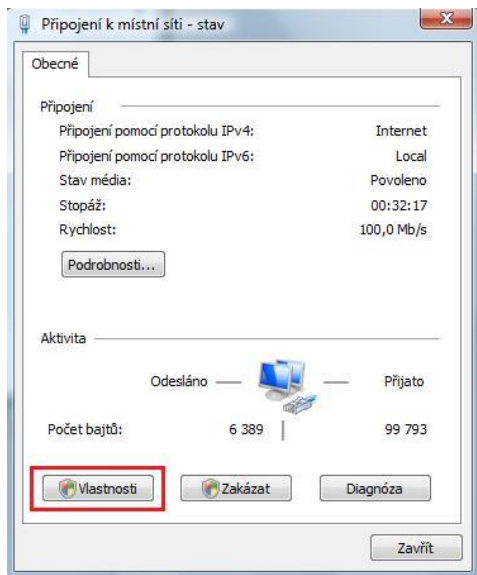 Připojení k místní síti - stav
Obecné
Připojení
Připojení pomocí protokolu IPv4: Internet
Připojení pomocí protokolu IPv6: Local
Stav média: Povoleno
Stopáž: 00:32:17
Rychlost: 100,0 Mb/s
Podrobnosti...
Aktivita
Odesláno Přijato
Počet bajtů: 6 389 99 793
Vlastnosti Zakázat Diagnóza
Zavřít